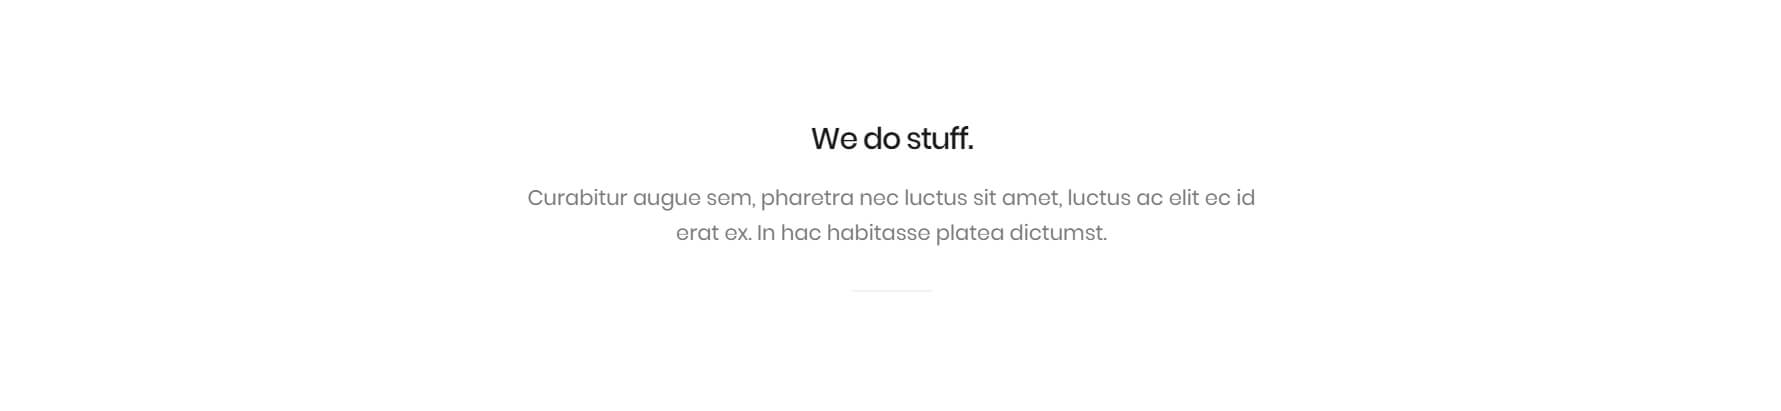 We do stuff.
Curabitur augue sem, pharetra nec luctus sit amet, luctus ac elit ec id
erat ex. In hac habitasse platea dictumst.